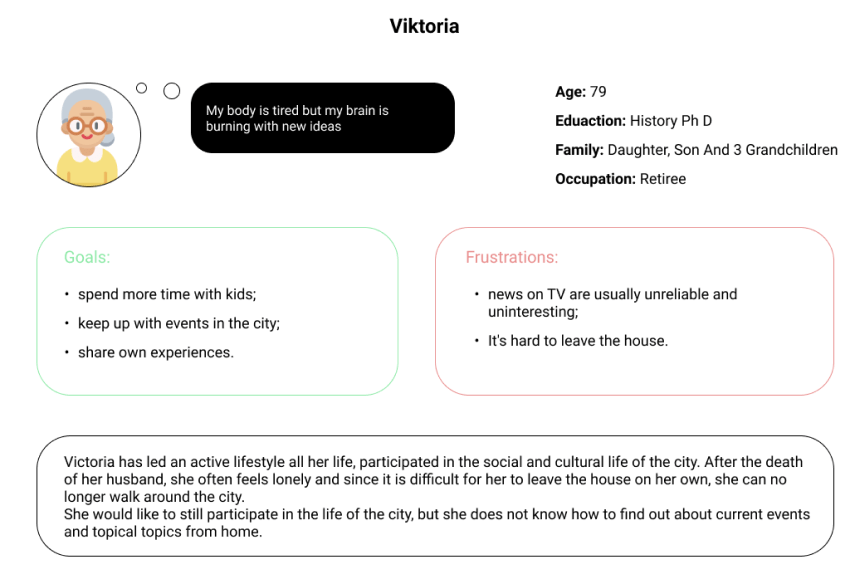 Viktoria
My body is tired but my brain is
burning with new ideas
Age: 79
Eduaction: History Ph D
Family: Daughter, Son And 3 Grandchildren
Occupation: Retiree
Goals:
• spend more time with kids;
• keep up with events in the city;
• share own experiences.
Frustrations:
• news on TV are usually unreliable and
uninteresting;
• It's hard to leave the house.
Victoria has led an active lifestyle all her life, participated in the social and cultural life of the city. After the death
of her husband, she often feels lonely and since it is difficult for her to leave the house on her own, she can no
longer walk around the city.
She would like to still participate in the life of the city, but she does not know how to find out about current events
and topical topics from home.